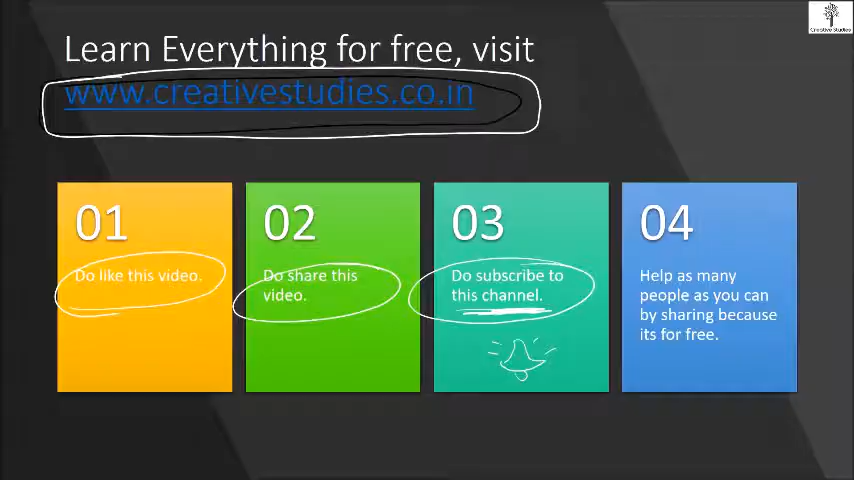 Creative Studies
Learn Everything for free, visit
www.creativestudies.co.in
01
Do like this video.
02
Do share this
video.
03
Do subscribe to
this channel.
04
Help as many
people as you can
by sharing because
its for free.